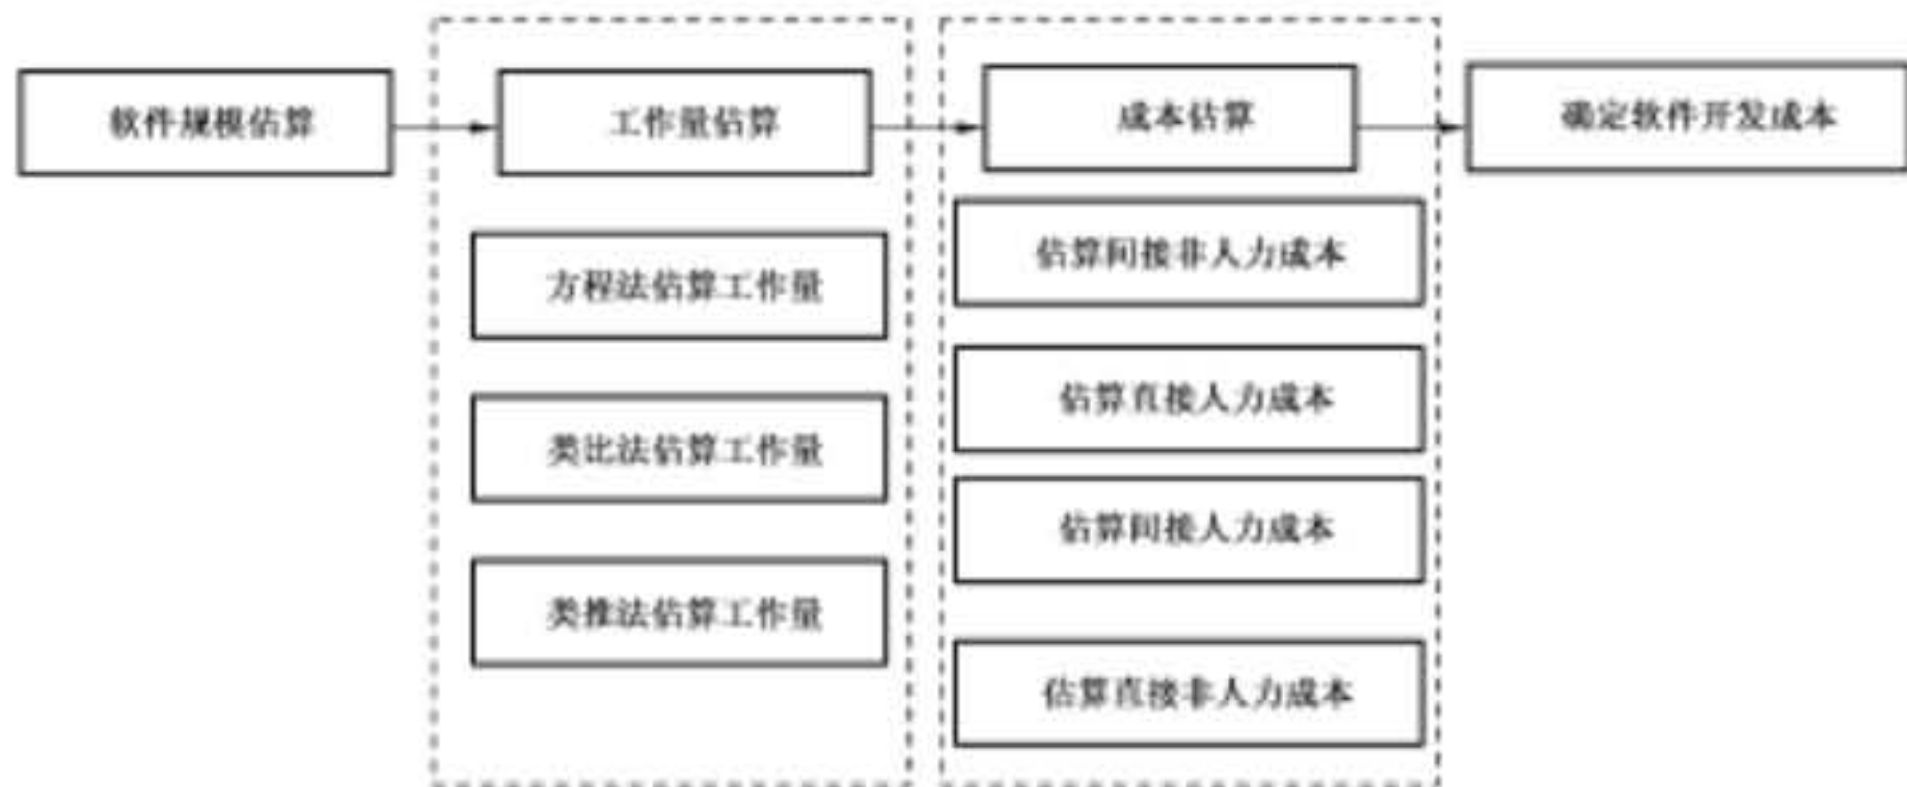 软件规模估算
工作量估算
方程法估算工作量
类比法估算工作量
类推法估算工作量
成本估算
估算间接非人力成本
估算直接人力成本
估算间接人力成本
估算直接非人力成本
确定软件开发成本